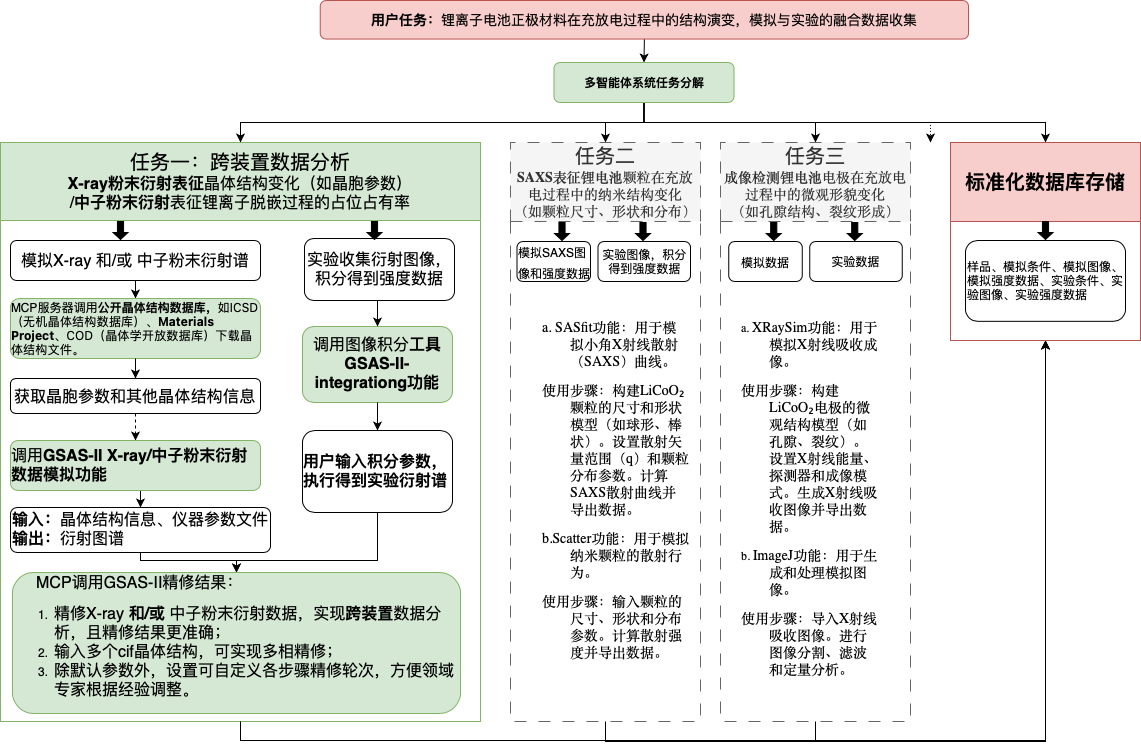 用户任务：锂离子电池正极材料在充放电过程中的结构演变，模拟与实验的融合数据收集
多智能体系统任务分解
任务一：跨装置数据分析
X-ray粉末衍射表征晶体结构变化（如晶胞参数）
/中子粉末衍射表征锂离子脱嵌过程的占位占有率
模拟X-ray 和/或 中子粉末衍射谱
MCP服务器调用公开晶体结构数据库，如ICSD
（无机晶体结构数据库）、Materials
Project、COD（晶体学开放数据库）下载晶
体结构文件。
获取晶胞参数和其他晶体结构信息
调用GSAS-II X-ray/中子粉末衍射
数据模拟功能
输入：晶体结构信息、仪器参数文件
输出：衍射图谱
实验收集衍射图像，
积分得到强度数据
调用图像积分工具
GSAS-II-
integrationg功能
用户输入积分参数，
执行得到实验衍射谱
MCP调用GSAS-II精修结果：
1. 精修X-ray 和/或 中子粉末衍射数据，实现跨装置数据分
析，且精修结果更准确；
2. 输入多个cif晶体结构，可实现多相精修；
3. 除默认参数外，设置可自定义各步骤精修轮次，方便领域
专家根据经验调整。
任务二
SAXS表征锂电池颗粒在充放
电过程中的纳米结构变化
（如颗粒尺寸、形状和分布）
模拟SAXS图
像和强度数据
实验图像，积分
得到强度数据
a. SASfit功能：用于模
拟小角X射线散射
（SAXS）曲线。
使用步骤：构建LiCoO₂
颗粒的尺寸和形状
模型（如球形、棒
状）。设置散射矢
量范围（q）和颗粒
分布参数。计算
SAXS散射曲线并
导出数据。
b.Scatter功能：用于模拟
纳米颗粒的散射行
为。
使用步骤：输入颗粒的
尺寸、形状和分布
参数。计算散射强
度并导出数据。
任务三
成像检测锂电池电极在充放电
过程中的微观形貌变化
（如孔隙结构、裂纹形成）
模拟数据
实验数据
a. XRaySim功能：用于
模拟X射线吸收成
像。
使用步骤：构建
LiCoO₂电极的微
观结构模型（如
孔隙、裂纹）。
设置X射线能量、
探测器和成像模
式。生成X射线吸
收图像并导出数
据。
b. ImageJ功能：用于生
成和处理模拟图
像。
使用步骤：导入X射线
吸收图像。进行
图像分割、滤波
和定量分析。
标准化数据库存储
样品、模拟条件、模拟图像、
模拟强度数据、实验条件、实
验图像、实验强度数据